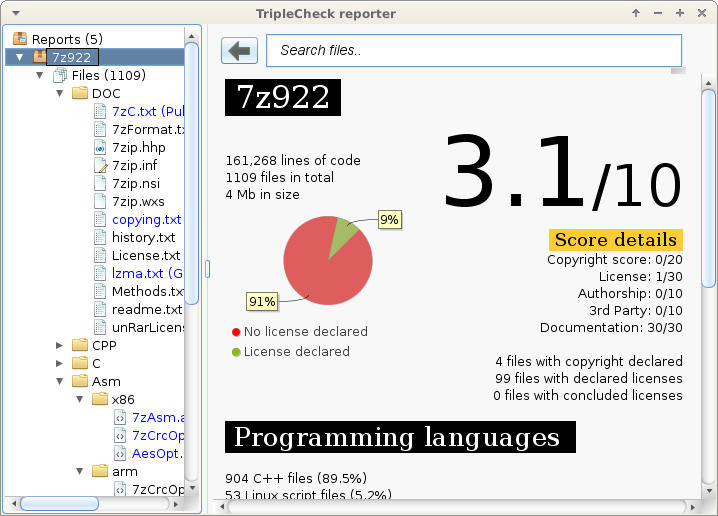 TripleCheck reporter
Reports (5)
7z922
Files (1109)
DOC
7zC.txt (Pul
7zFormat.tx
7zip.hhp
7zip.inf
7zip.nsi
7zip.wxs
copying.txt
history.txt
License.txt
lzma.txt (G
Methods.tx
readme.txt
unRarLicen
CPP
C
Asm
x86
7zAsm.a
7zCrcOp
AesOpt.
arm
7zCrcOp
Search files..
7z922
161,268 lines of code
1109 files in total
4 Mb in size
9%
91%
No license declared
License declared
3.1/10
Score details
Copyright score: 0/20
License: 1/30
Authorship: 0/10
3rd Party: 0/10
Documentation: 30/30
4 files with copyright declared
99 files with declared licenses
0 files with concluded licenses
Programming languages
904 C++ files (89.5%)
53 Linux script files (5.2%)